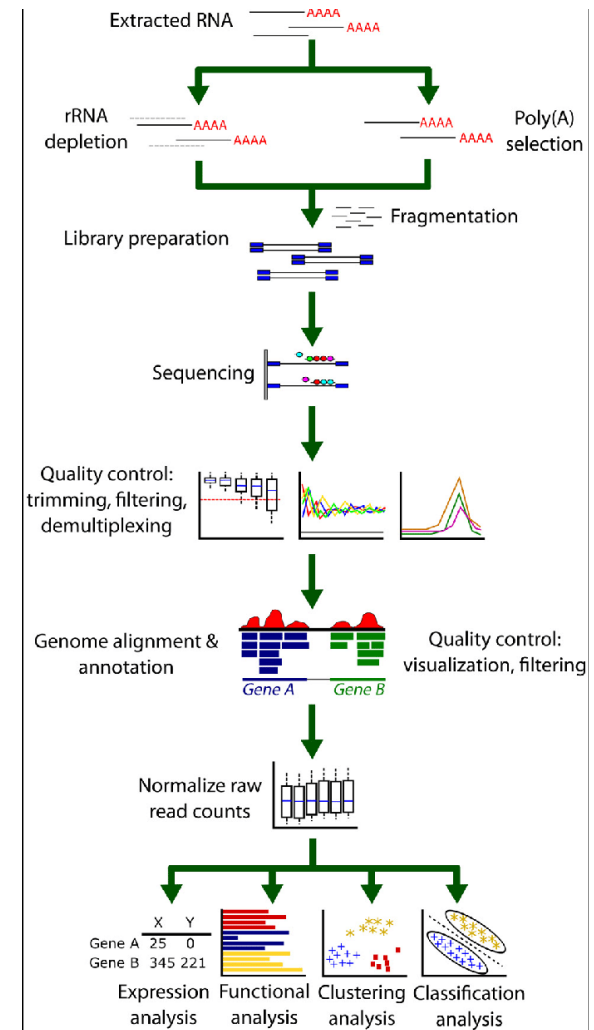 Extracted RNA
AAAA
AAAA
rRNA
depletion
AAAA
AAAA
AAAA
AAAA
Poly(A)
selection
Fragmentation
Library preparation
Sequencing
Quality control:
trimming, filtering,
demultiplexing
Genome alignment &
annotation
Gene A
Gene B
Quality control:
visualization, filtering
Normalize raw
read counts
X Y
Gene A 25 0
Gene B 345 221
Expression
analysis
Functional
analysis
Clustering
analysis
Classification
analysis